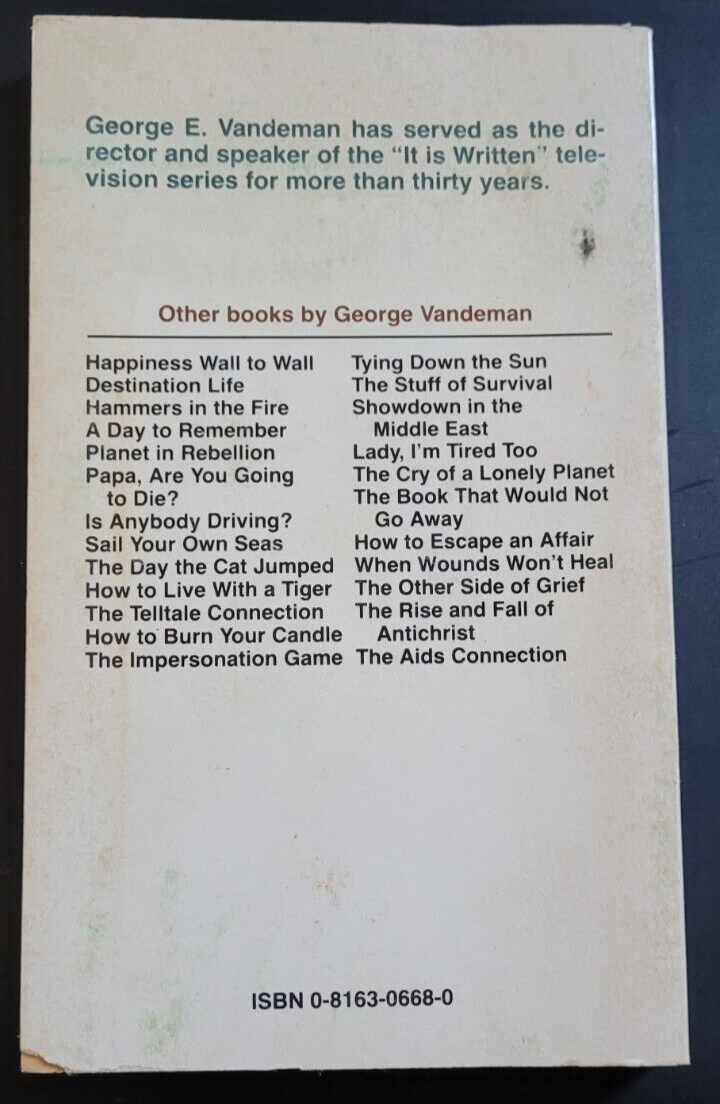 George E. Vandeman has served as the di-
rector and speaker of the "It is Written" tele-
vision series for more than thirty years.
Other books by George Vandeman
Happiness Wall to Wall
Destination Life
Hammers in the Fire
A Day to Remember
Planet in Rebellion
Papa, Are You Going
to Die?
Is Anybody Driving?
Sail Your Own Seas
The Day the Cat Jumped
How to Live With a Tiger
The Telltale Connection
How to Burn Your Candle
The Impersonation Game
Tying Down the Sun
The Stuff of Survival
Showdown in the
Middle East
Lady, I'm Tired Too
The Cry of a Lonely Planet
The Book That Would Not
Go Away
How to Escape an Affair
When Wounds Won't Heal
The Other Side of Grief
The Rise and Fall of
Antichrist
The Aids Connection
ISBN 0-8163-0668-0